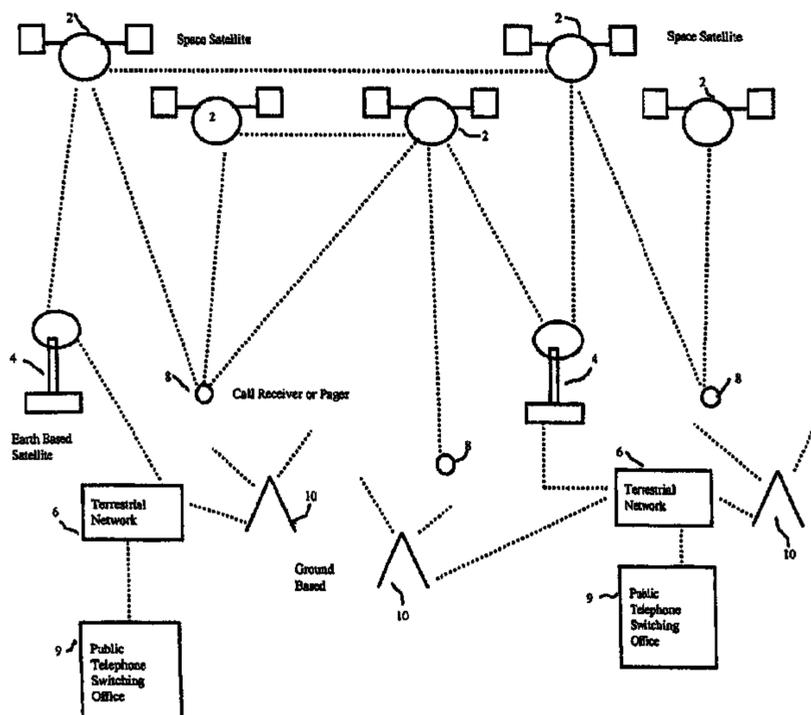 2
Space Satellite
2
Space Satellite
2
2
2
4
8
Call Receiver or Pager
4
8
Earth Based
Satellite
8
6
Terrestrial
Network
10
6
Terrestrial
Network
10
Ground
Based
10
9
Public
Telephone
Switching
Office
9
Public
Telephone
Switching
Office